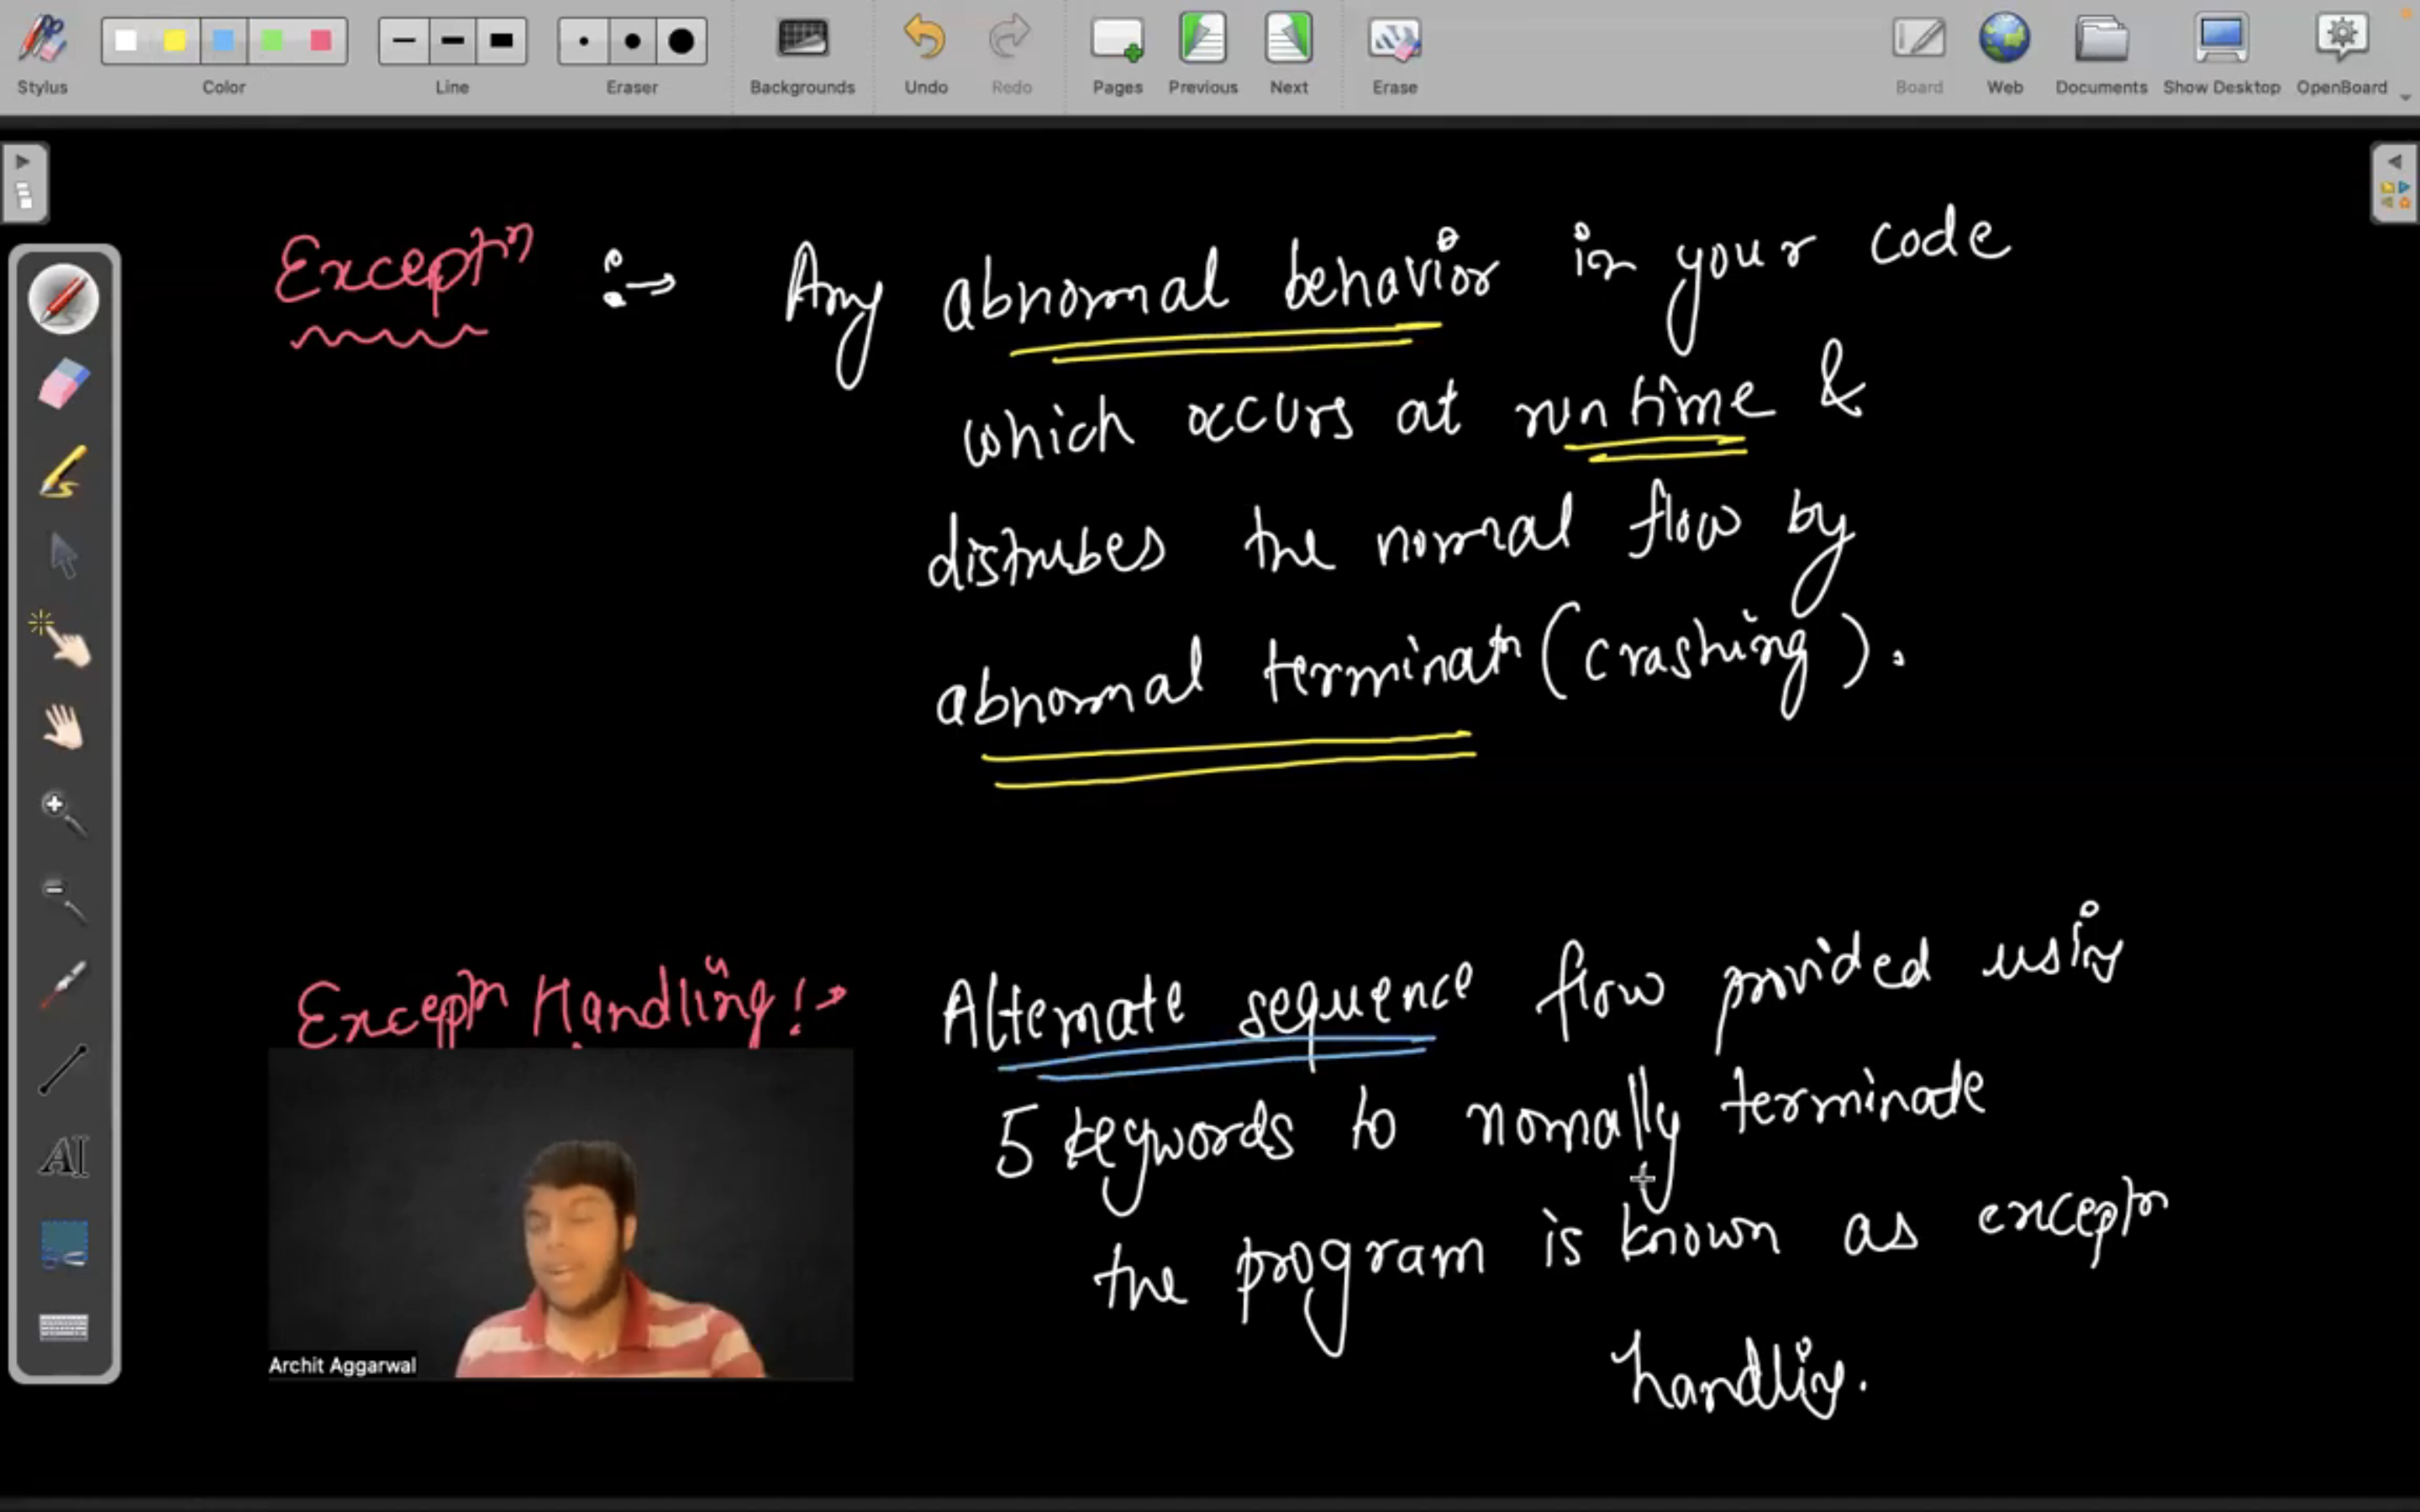 Stylus Color Line Eraser Backgrounds Undo Redo Pages Previous Next Erase Board Web Documents Show Desktop OpenBoard
Exceptn :→ Any abnormal behavior in your code
which occurs at runtime &
distrubes the normal flow by
abnormal terminatn (crashing).
Exceptn Handling :→ Alternate sequence flow provided using
5 keywords to normally terminate
the program is known as exceptn
handling.
AI
Archit Aggarwal